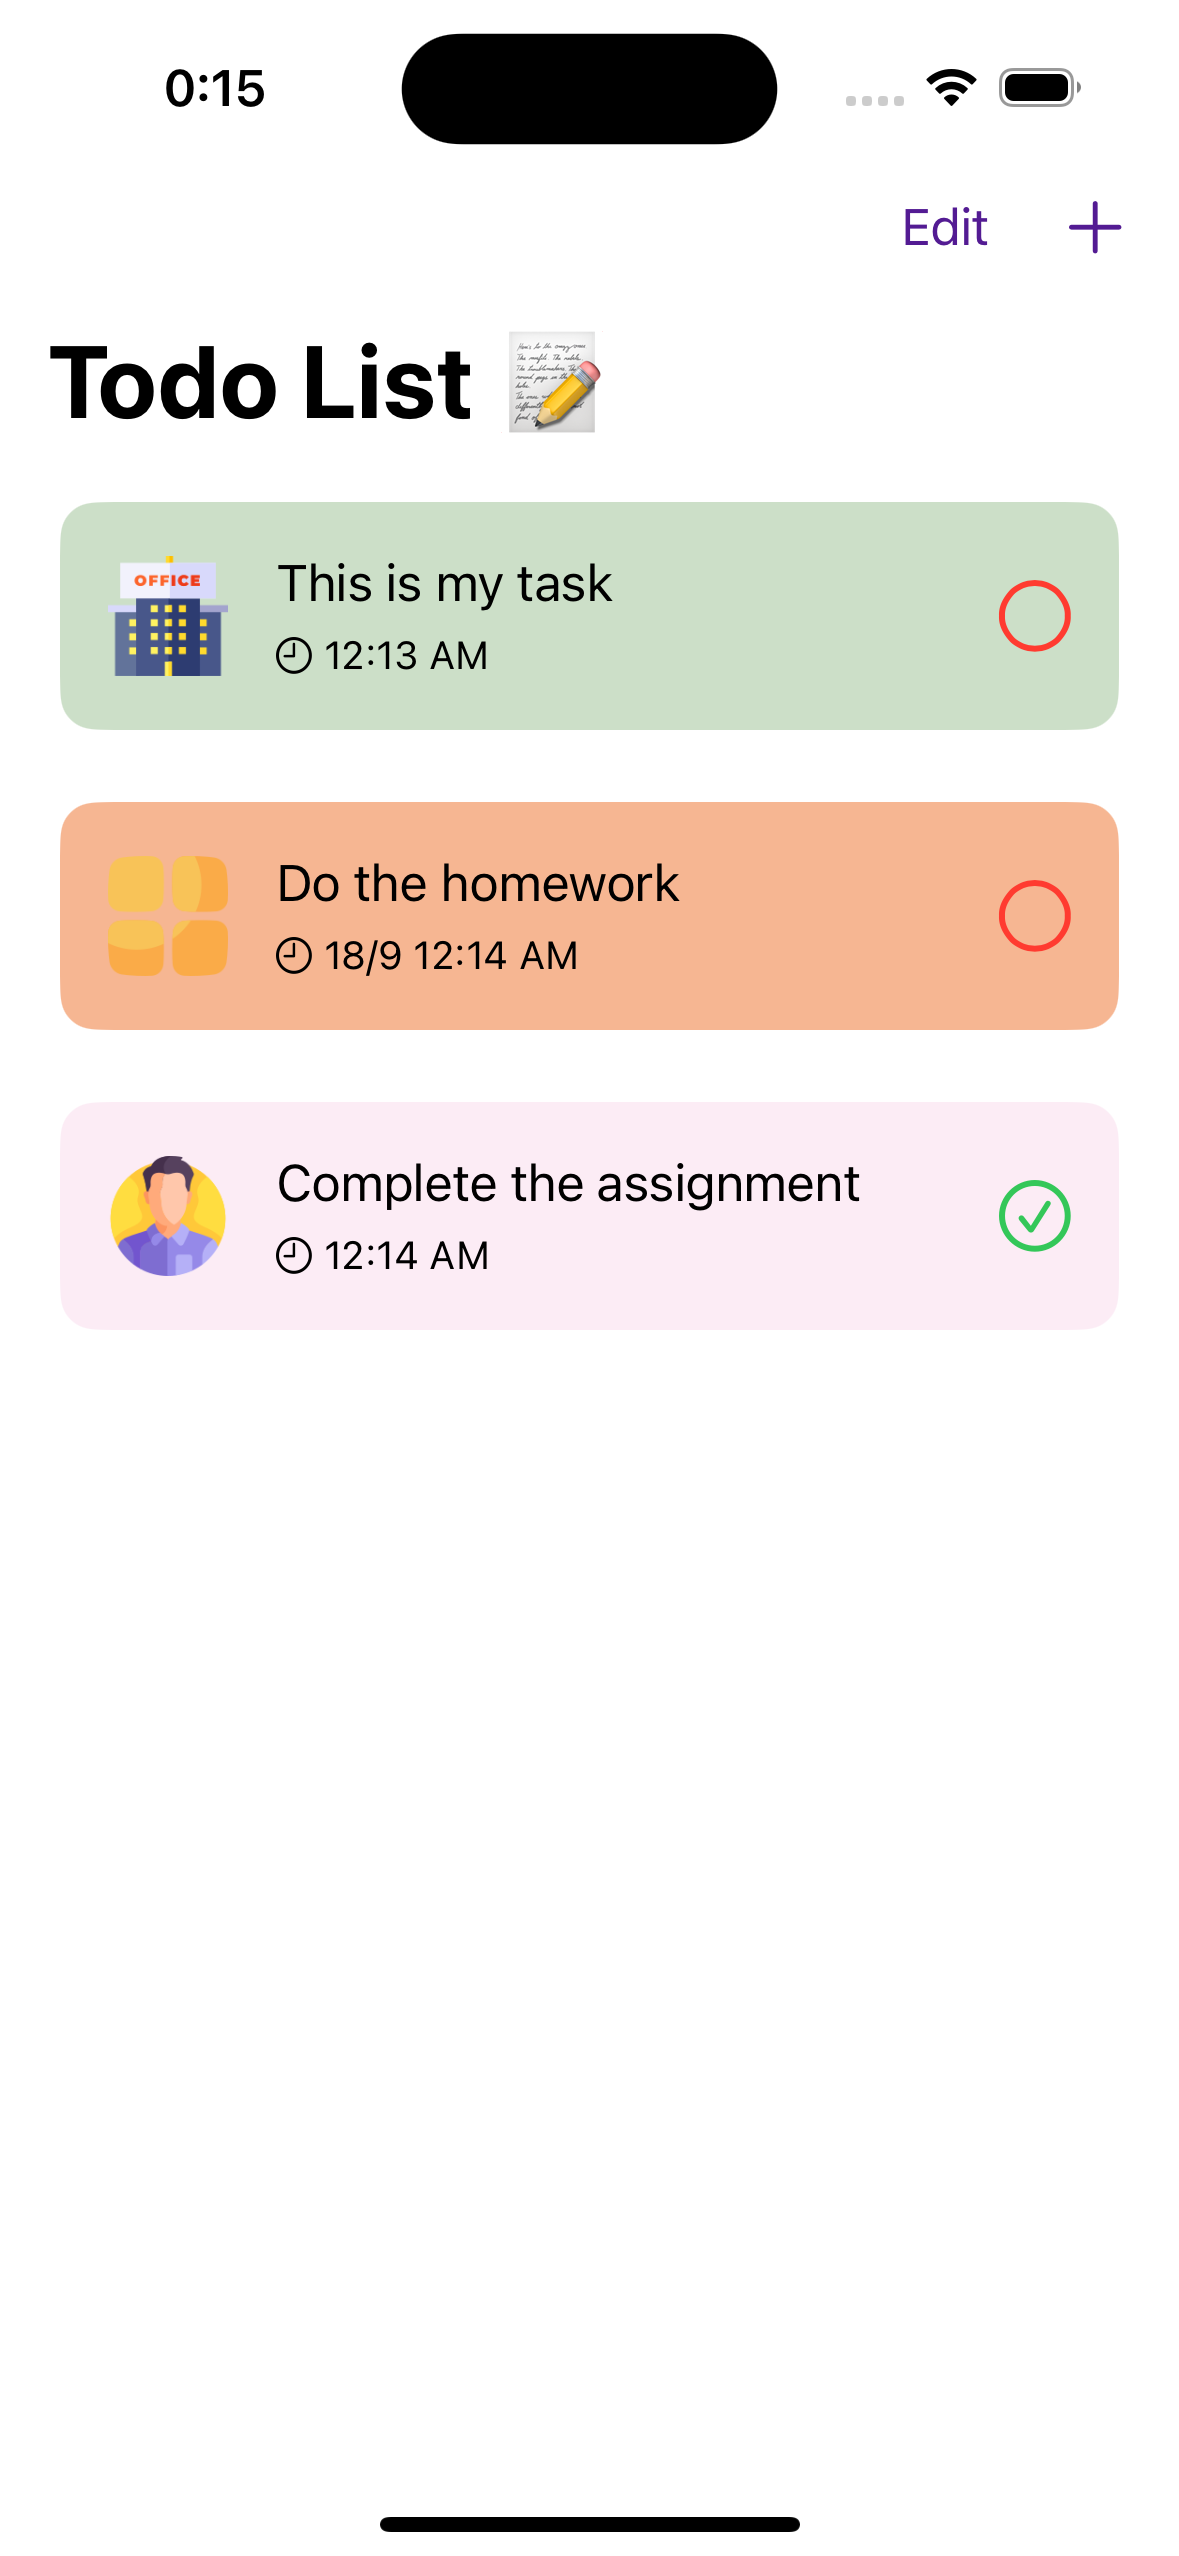 0:15
Edit
Todo List
OFFICE
This is my task
12:13 AM
Do the homework
18/9 12:14 AM
Complete the assignment
12:14 AM